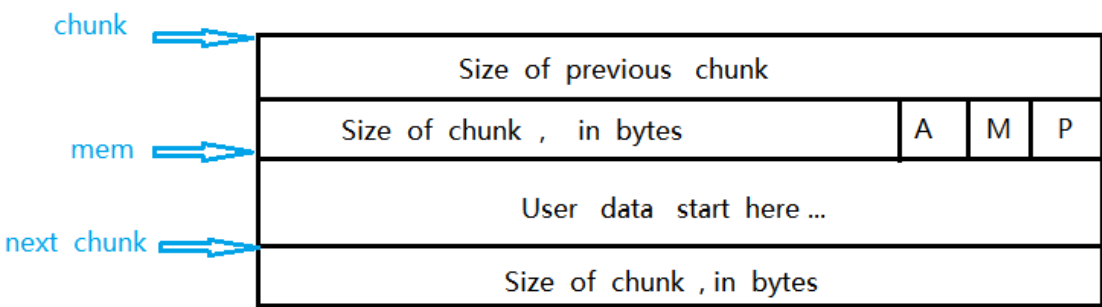 chunk
Size of previous chunk
Size of chunk , in bytes A M P
mem
User data start here ...
next chunk
Size of chunk , in bytes